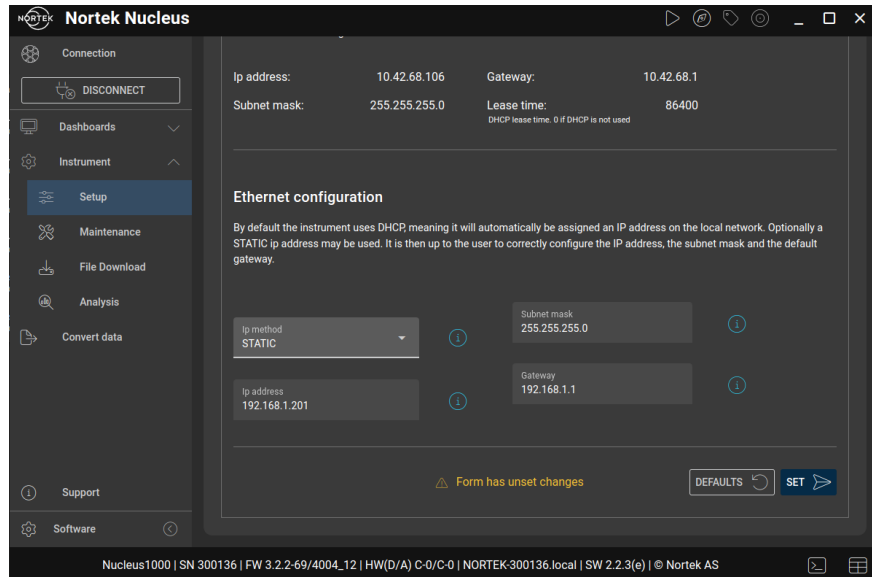 NORTEK Nortek Nucleus
Connection
DISCONNECT
Dashboards
Instrument
Setup
Maintenance
File Download
Analysis
Convert data
Support
Software
Ip address: 10.42.68.106 Gateway: 10.42.68.1
Subnet mask: 255.255.255.0 Lease time: 86400
DHCP lease time. 0 if DHCP is not used
Ethernet configuration
By default the instrument uses DHCP, meaning it will automatically be assigned an IP address on the local network. Optionally a
STATIC ip address may be used. It is then up to the user to correctly configure the IP address, the subnet mask and the default
gateway.
Ip method
STATIC
Subnet mask
255.255.255.0
Ip address
192.168.1.201
Gateway
192.168.1.1
Form has unset changes
DEFAULTS
SET
Nucleus1000 | SN 300136 | FW 3.2.2-69/4004_12 | HW(D/A) C-0/C-0 | NORTEK-300136.local | SW 2.2.3(e) | © Nortek AS